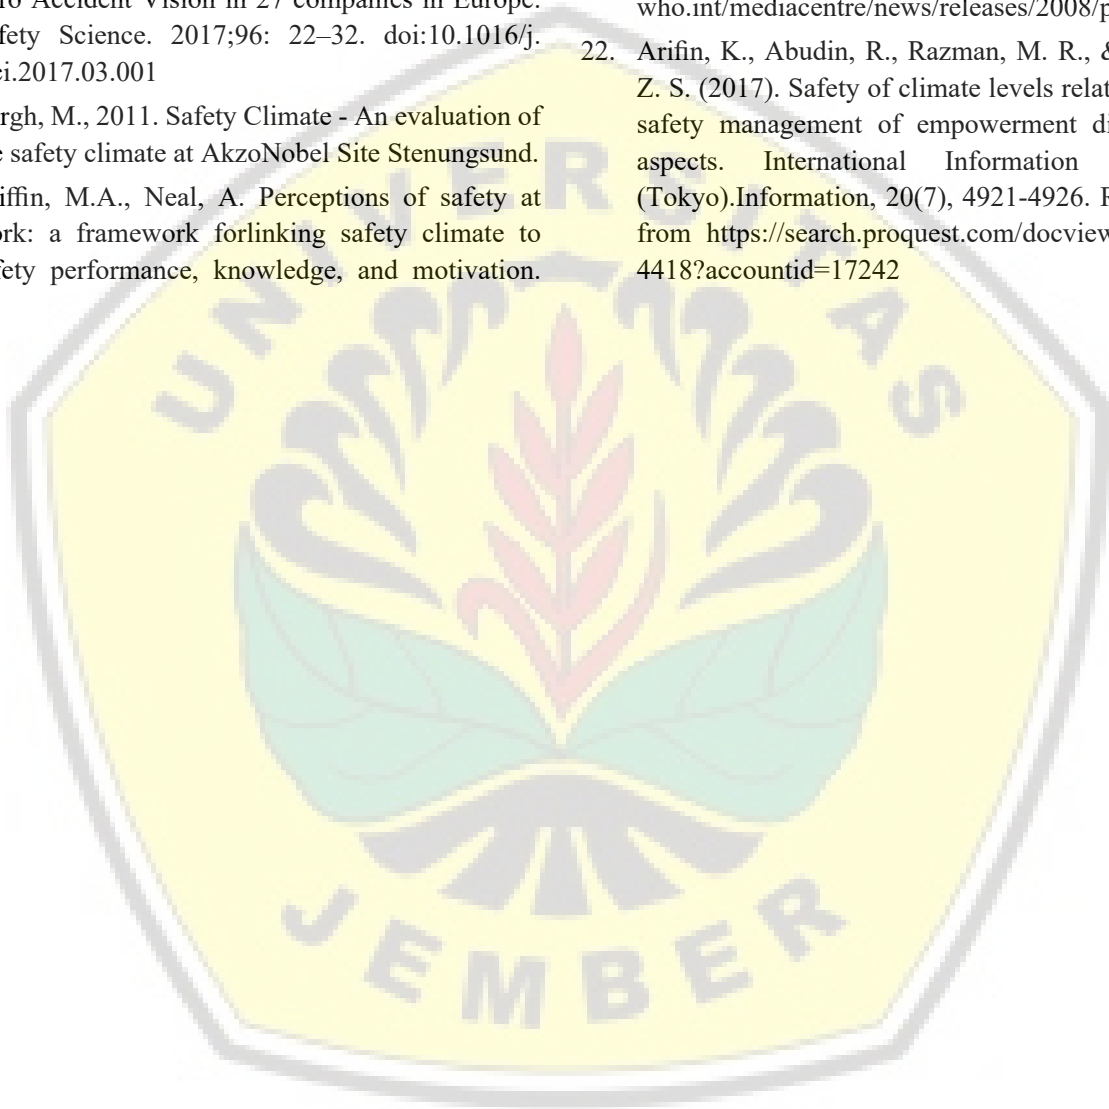 ro Accident Vision in 27 companies in Europe.
fety Science. 2017;96: 22–32. doi:10.1016/j.
ci.2017.03.001
rgh, M., 2011. Safety Climate - An evaluation of
e safety climate at AkzoNobel Site Stenungsund.
iffin, M.A., Neal, A. Perceptions of safety at
ork: a framework forlinking safety climate to
fety performance, knowledge, and motivation.
who.int/mediacentre/news/releases/2008/p
22. Arifin, K., Abudin, R., Razman, M. R., &
Z. S. (2017). Safety of climate levels relat
safety management of empowerment di
aspects. International Information
(Tokyo).Information, 20(7), 4921-4926. R
from https://search.proquest.com/docview
4418?accountid=17242
UNIVERSITAS
JEMBER